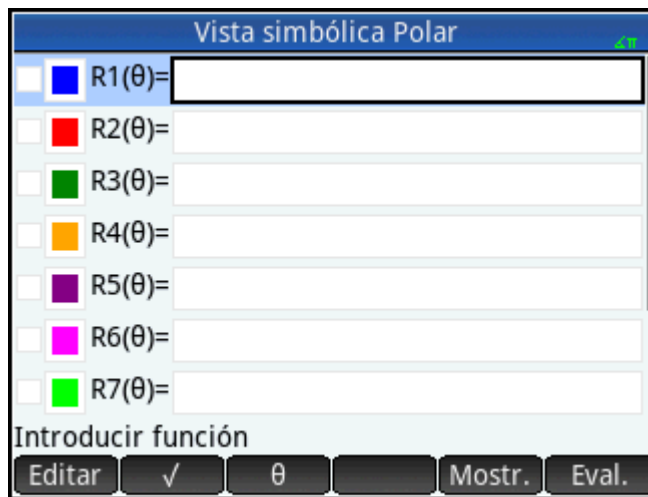 Vista simbólica Polar
∡π
R1(θ)=
R2(θ)=
R3(θ)=
R4(θ)=
R5(θ)=
R6(θ)=
R7(θ)=
Introducir función
Editar √ θ Mostr. Eval.